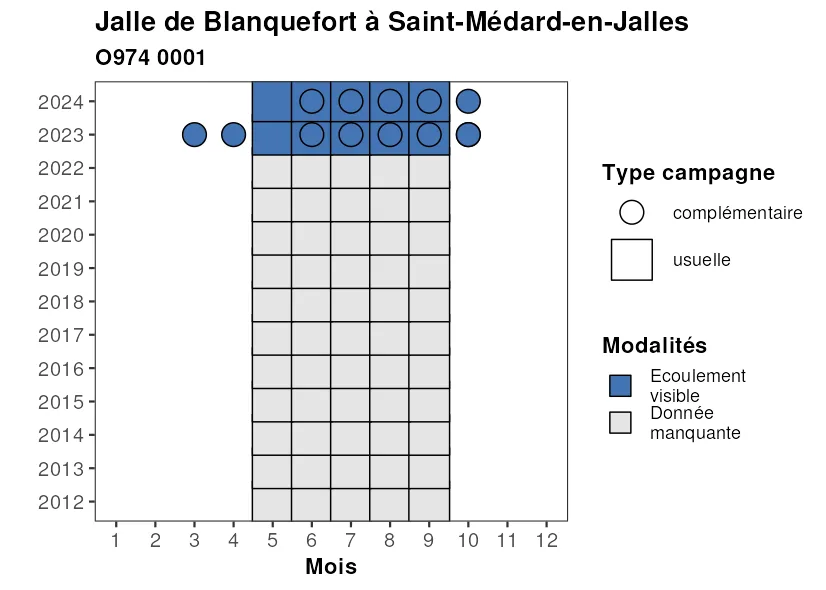 Jalle de Blanquefort à Saint-Médard-en-Jalles
O974 0001
2024
2023
2022
2021
2020
2019
2018
2017
2016
2015
2014
2013
2012
1 2 3 4 5 6 7 8 9 10 11 12
Mois
Type campagne
complémentaire
usuelle
Modalités
Ecoulement
visible
Donnée
manquante